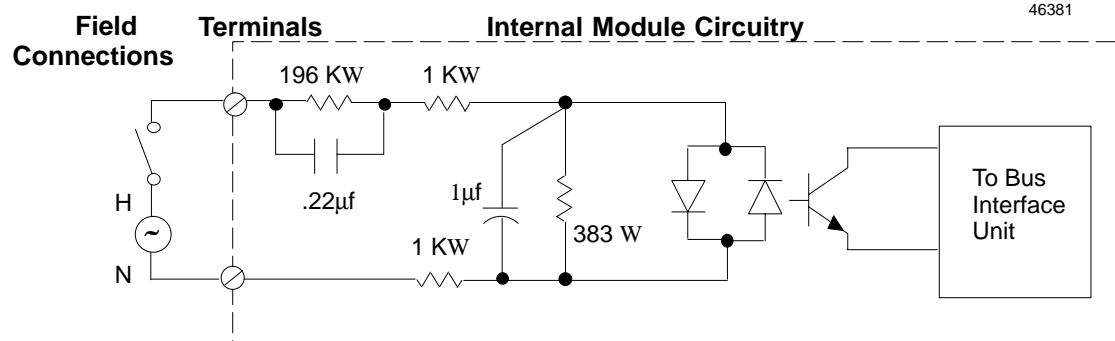 46381
Field
Connections
Terminals
Internal Module Circuitry
196 KW
1 KW
.22µf
1µf
383 W
1 KW
H
~
N
To Bus
Interface
Unit